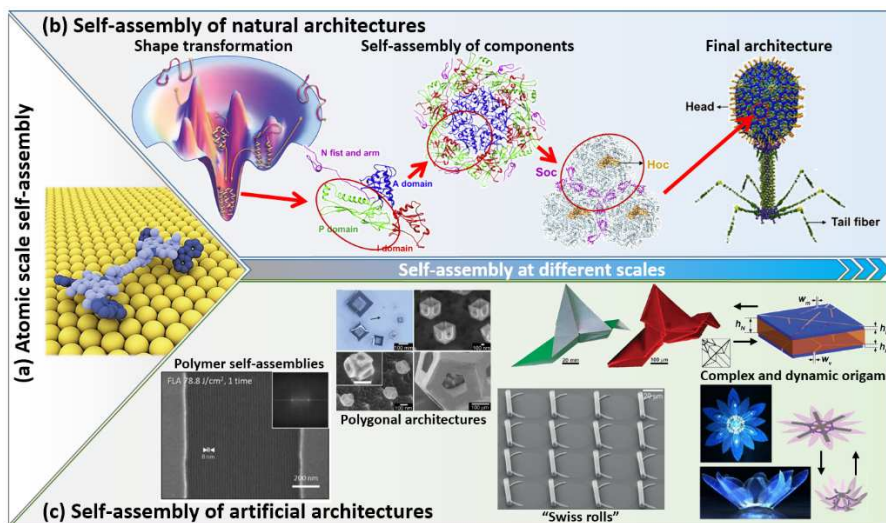 (b) Self-assembly of natural architectures
Shape transformation
Self-assembly of components
Final architecture
Head
N fist and arm
A domain
P domain
I domain
Soc
Hoc
Tail fiber
(a) Atomic scale self-assembly
Self-assembly at different scales
Polymer self-assemblies
FLA 78.8 J/cm², 1 time
8 nm
200 nm
Polygonal architectures
20 mm
100 μm
Complex and dynamic origami
"Swiss rolls"
(c) Self-assembly of artificial architectures